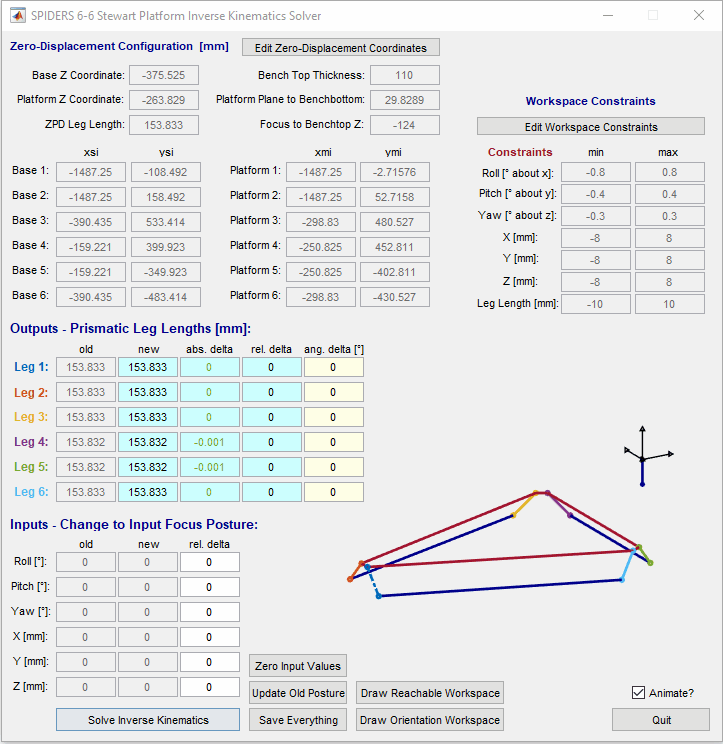 SPIDERS 6-6 Stewart Platform Inverse Kinematics Solver
Zero-Displacement Configuration [mm] Edit Zero-Displacement Coordinates
Base Z Coordinate: -375.525 Bench Top Thickness: 110
Platform Z Coordinate: -263.829 Platform Plane to Benchbottom: 29.8289
ZPD Leg Length: 153.833 Focus to Benchtop Z: -124
xsi ysi xmi ymi
Base 1: -1487.25 -108.492 Platform 1: -1487.25 -2.71576
Base 2: -1487.25 158.492 Platform 2: -1487.25 52.7158
Base 3: -390.435 533.414 Platform 3: -298.83 480.527
Base 4: -159.221 399.923 Platform 4: -250.825 452.811
Base 5: -159.221 -349.923 Platform 5: -250.825 -402.811
Base 6: -390.435 -483.414 Platform 6: -298.83 -430.527
Workspace Constraints
Edit Workspace Constraints
Constraints min max
Roll [° about x]: -0.8 0.8
Pitch [° about y]: -0.4 0.4
Yaw [° about z]: -0.3 0.3
X [mm]: -8 8
Y [mm]: -8 8
Z [mm]: -8 8
Leg Length [mm]: -10 10
Outputs - Prismatic Leg Lengths [mm]:
old new abs. delta rel. delta ang. delta [°]
Leg 1: 153.833 153.833 0 0 0
Leg 2: 153.833 153.833 0 0 0
Leg 3: 153.833 153.833 0 0 0
Leg 4: 153.832 153.832 -0.001 0 0
Leg 5: 153.832 153.832 -0.001 0 0
Leg 6: 153.833 153.833 0 0 0
Inputs - Change to Input Focus Posture:
old new rel. delta
Roll [°]: 0 0 0
Pitch [°]: 0 0 0
Yaw [°]: 0 0 0
X [mm]: 0 0 0
Y [mm]: 0 0 0
Z [mm]: 0 0 0
Zero Input Values
Update Old Posture Draw Reachable Workspace Animate?
Solve Inverse Kinematics Save Everything Draw Orientation Workspace Quit